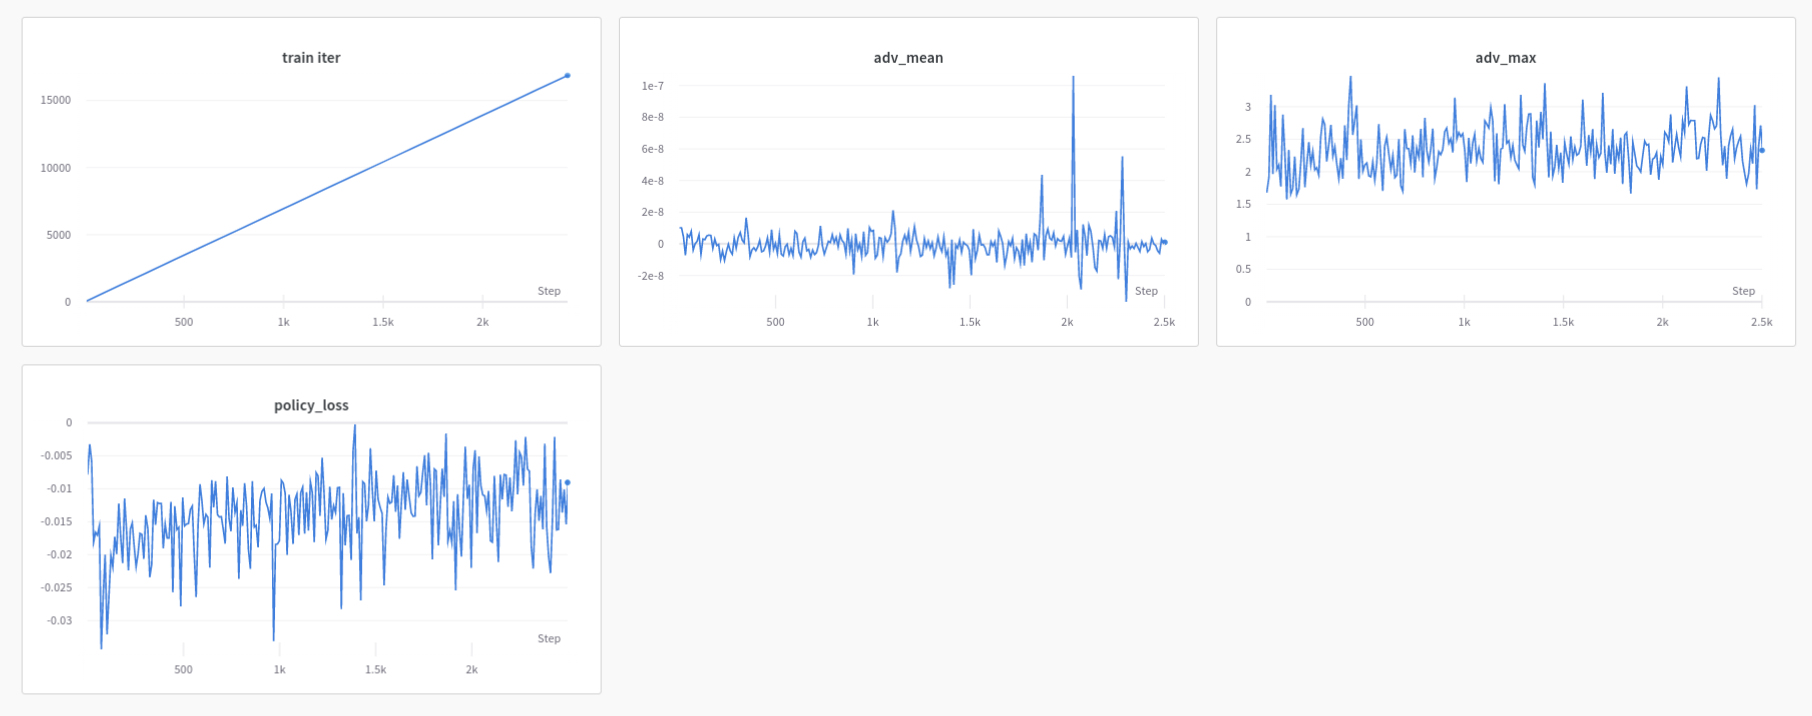 train iter
15000
10000
5000
0
Step
500
1k
1.5k
2k
adv_mean
1e-7
8e-8
6e-8
4e-8
2e-8
0
-2e-8
Step
500
1k
1.5k
2k
2.5k
adv_max
3
2.5
2
1.5
1
0.5
0
Step
500
1k
1.5k
2k
2.5k
policy_loss
0
-0.005
-0.01
-0.015
-0.02
-0.025
-0.03
Step
500
1k
1.5k
2k